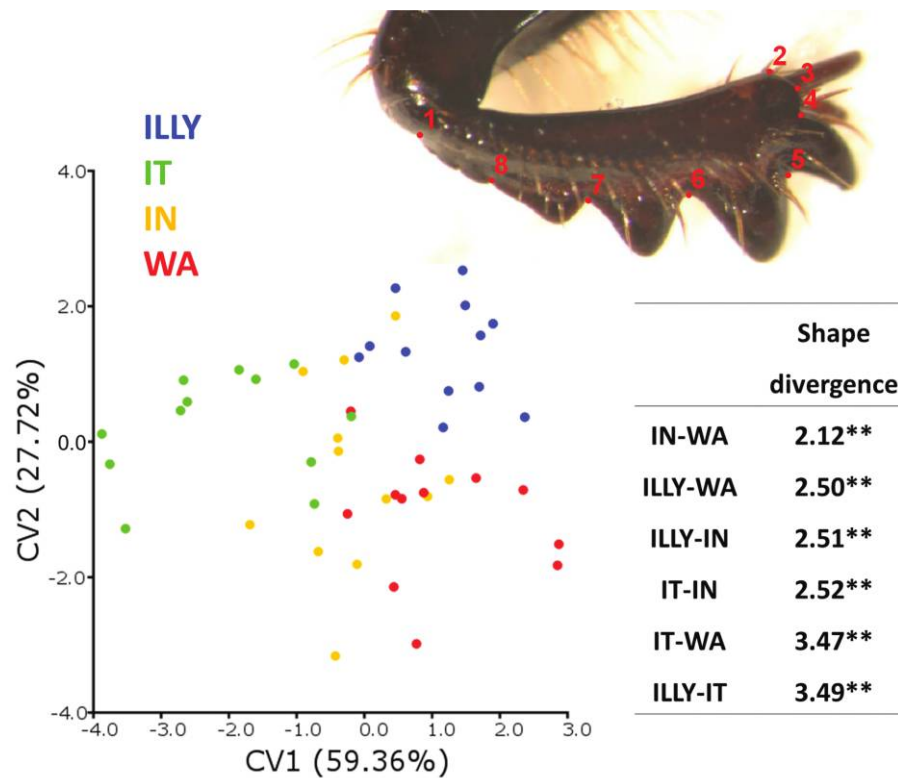 2
3
4
1
5
8
6
7
ILLY
IT
IN
WA
4.0
2.0
0.0
-2.0
-4.0
CV2 (27.72%)
-4.0 -3.0 -2.0 -1.0 0.0 1.0 2.0 3.0
CV1 (59.36%)
Shape
divergence
IN-WA 2.12**
ILLY-WA 2.50**
ILLY-IN 2.51**
IT-IN 2.52**
IT-WA 3.47**
ILLY-IT 3.49**